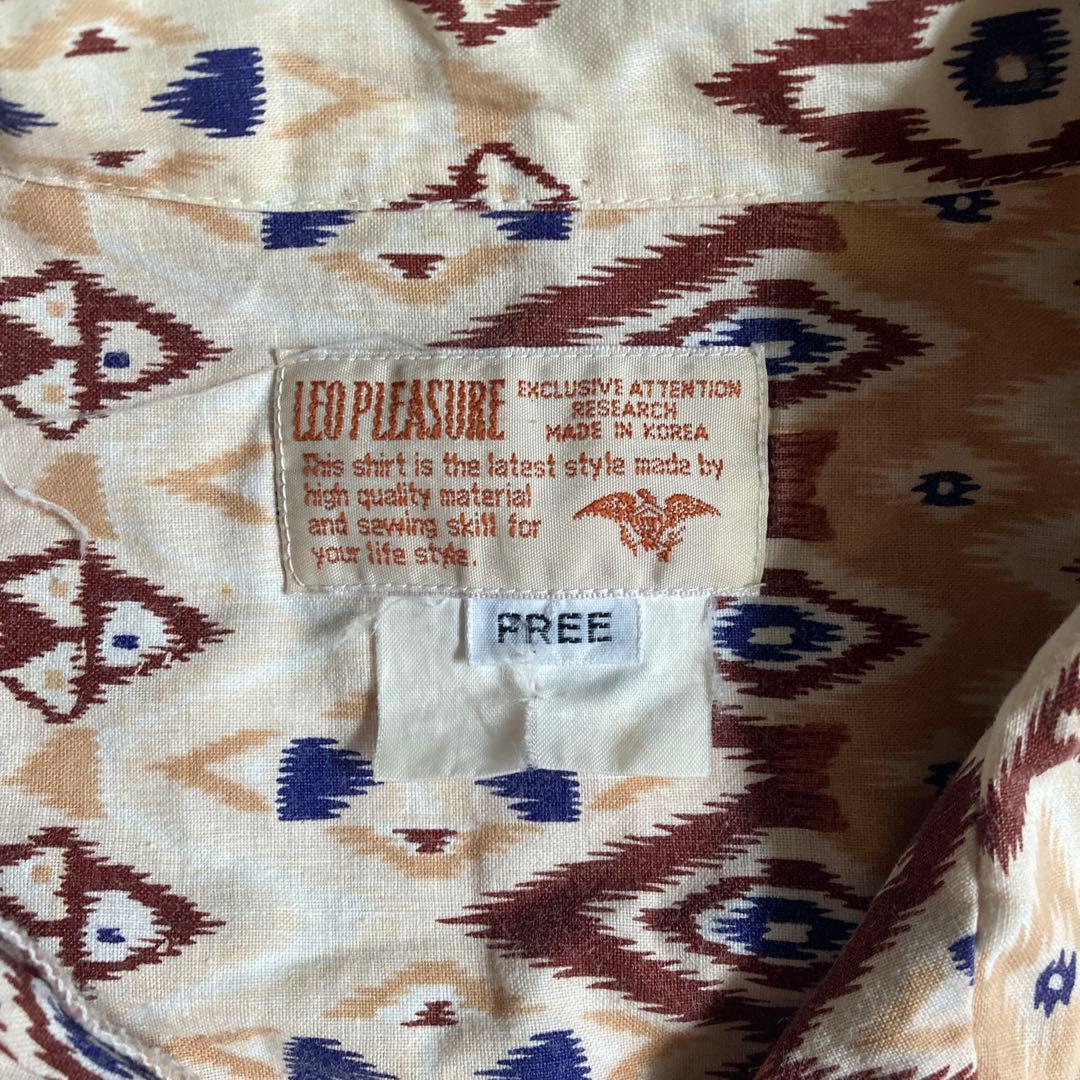 LEO PLEASURE
EXCLUSIVE ATTENTION
RESEARCH
MADE IN KOREA
This shirt is the latest style made by
high quality material
and sewing skill for
your life style.
FREE